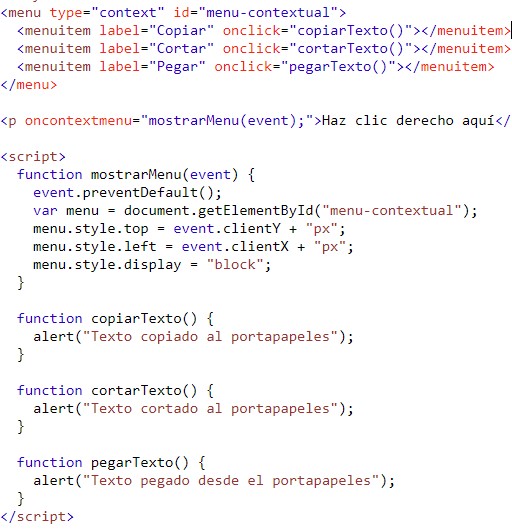 <menu type="context" id="menu-contextual">
  <menuitem label="Copiar" onclick="copiarTexto()"></menuitem>
  <menuitem label="Cortar" onclick="cortarTexto()"></menuitem>
  <menuitem label="Pegar" onclick="pegarTexto()"></menuitem>
</menu>

<p oncontextmenu="mostrarMenu(event);">Haz clic derecho aquí</

<script>
  function mostrarMenu(event) {
    event.preventDefault();
    var menu = document.getElementById("menu-contextual");
    menu.style.top = event.clientY + "px";
    menu.style.left = event.clientX + "px";
    menu.style.display = "block";
  }

  function copiarTexto() {
    alert("Texto copiado al portapapeles");
  }

  function cortarTexto() {
    alert("Texto cortado al portapapeles");
  }

  function pegarTexto() {
    alert("Texto pegado desde el portapapeles");
  }
</script>